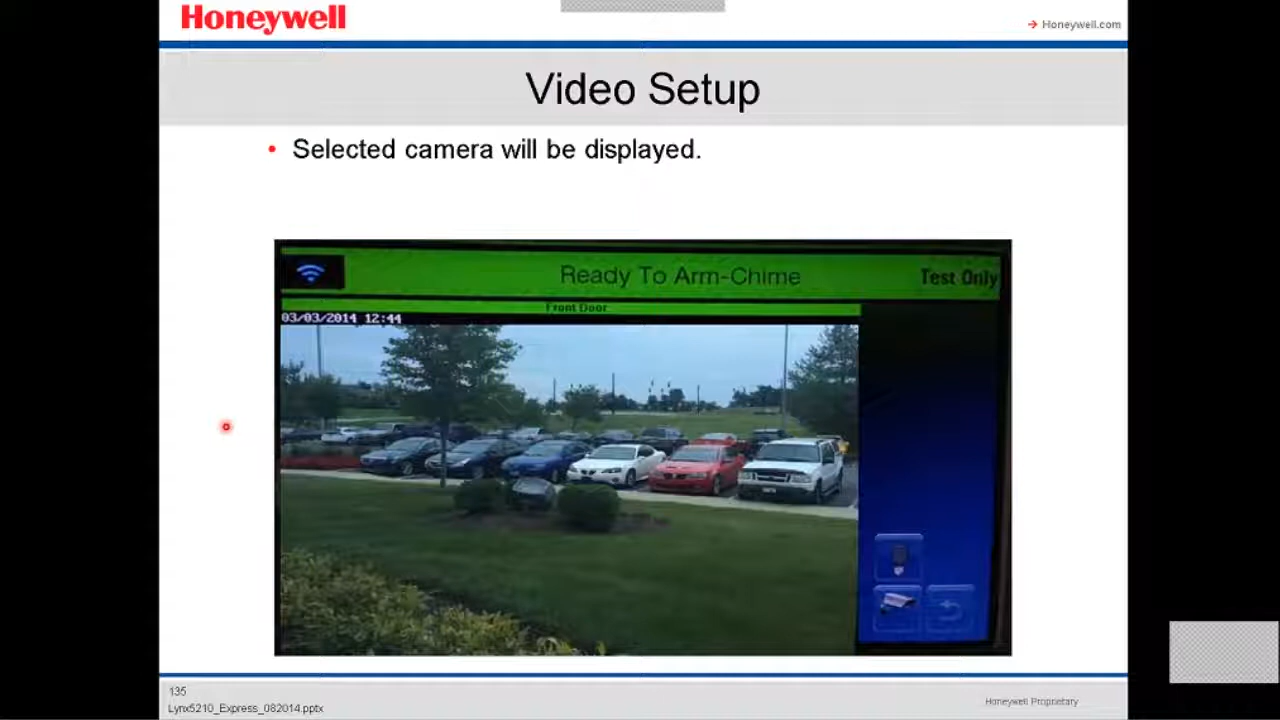 Honeywell
Honeywell.com
Video Setup
Selected camera will be displayed.
Ready To Arm-Chime
Test Only
Front Door
03/03/2014 12:44
135
Lynx5210_Express_082014.pptx
Honeywell Proprietary